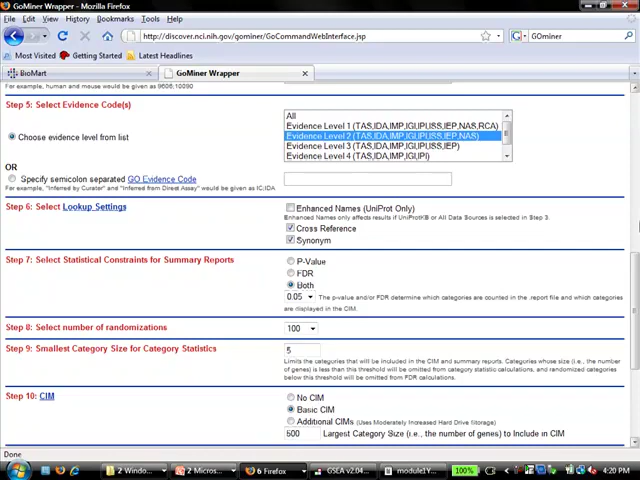 GoMiner Wrapper - Mozilla Firefox
File Edit View History Bookmarks Tools Help
http://discover.nci.nih.gov/gominer/GoCommandWebInterface.jsp
GOminer
Most Visited Getting Started Latest Headlines
BioMart
GoMiner Wrapper
For example, human and mouse would be given as 9606;10090
Step 5: Select Evidence Code(s)
All
Evidence Level 1 (TAS,IDA,IMP,IGI,IPI,ISS,IEP,NAS,RCA)
Choose evidence level from list
Evidence Level 2 (TAS,IDA,IMP,IGI,IPI,ISS,IEP,NAS)
Evidence Level 3 (TAS,IDA,IMP,IGI,IPI,ISS,IEP)
Evidence Level 4 (TAS,IDA,IMP,IGI,IPI)
OR
Specify semicolon separated GO Evidence Code
For example, "Inferred by Curator" and "Inferred from Direct Assay" would be given as IC;IDA
Step 6: Select Lookup Settings
Enhanced Names (UniProt Only)
Enhanced Names only affects results if UniProtKB or All Data Sources is selected in Step 3.
Cross Reference
Synonym
Step 7: Select Statistical Constraints for Summary Reports
P-Value
FDR
Both
0.05 The p-value and/or FDR determine which categories are counted in the .report file and which categories
are displayed in the CIM.
Step 8: Select number of randomizations
100
Step 9: Smallest Category Size for Category Statistics
5
Limits the categories that will be included in the CIM and summary reports. Categories whose size (i.e., the number
of genes) is less than this threshold will be omitted from category statistics calculations, and randomized categories
below this threshold will be omitted from FDR calculations.
Step 10: CIM
No CIM
Basic CIM
Additional CIMs (Uses Moderately Increased Hard Drive Storage)
500 Largest Category Size (i.e., the number of genes) to Include in CIM
Done
2 Window...
2 Micros...
6 Firefox
GSEA v2.04...
module1Y...
100%
4:20 PM